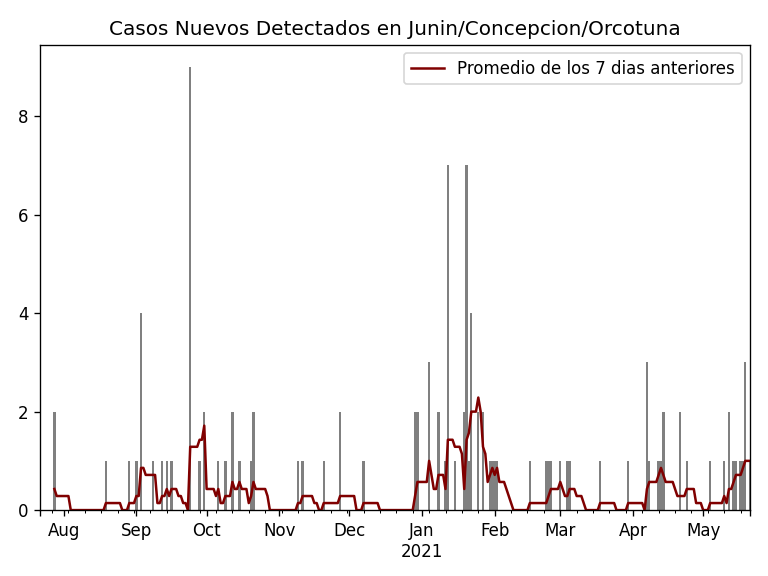 Casos Nuevos Detectados en Junin/Concepcion/Orcotuna
Promedio de los 7 dias anteriores
8
6
4
2
0
Aug Sep Oct Nov Dec Jan Feb Mar Apr May
2021